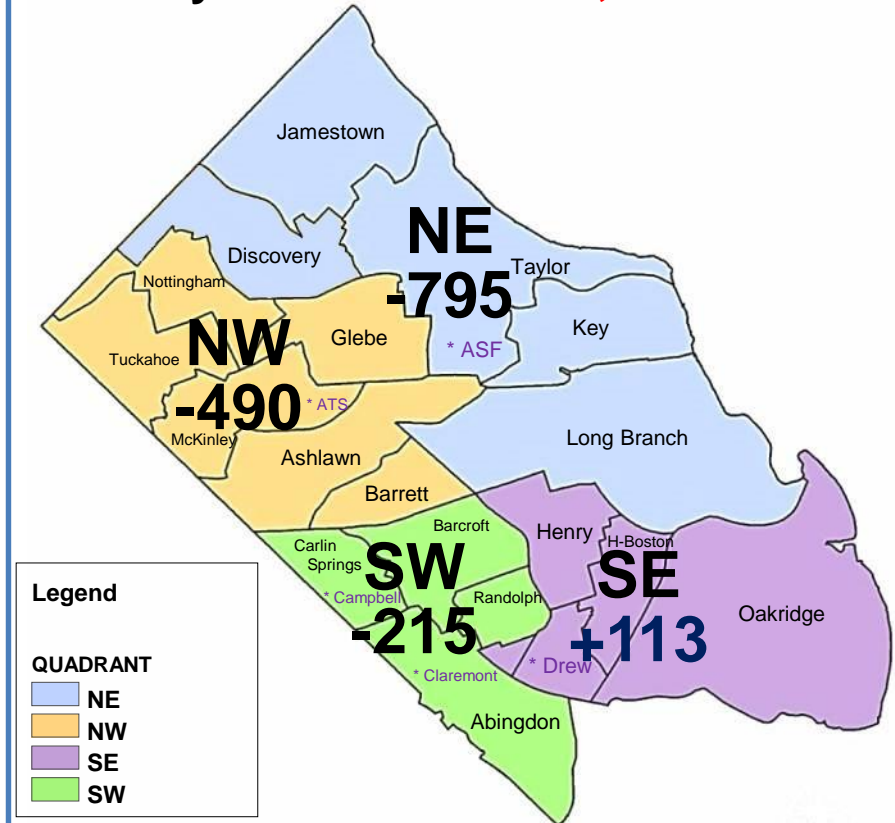 Jamestown
NE
-795
Discovery
Taylor
Nottingham
Key
Glebe
NW
-490
Tuckahoe
* ASF
* ATS
McKinley
Long Branch
Ashlawn
Barrett
Barcroft
Henry
H-Boston
Carlin
Springs
SW
-215
SE
+113
* Campbell
Randolph
Oakridge
* Drew
* Claremont
Abingdon
Legend
QUADRANT
NE
NW
SE
SW